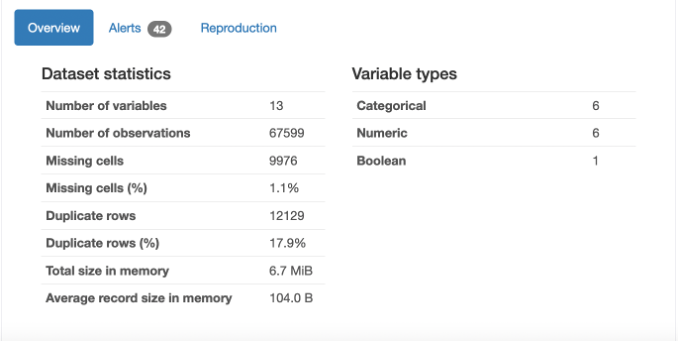 Overview Alerts 42 Reproduction
Dataset statistics
Number of variables 13
Number of observations 67599
Missing cells 9976
Missing cells (%) 1.1%
Duplicate rows 12129
Duplicate rows (%) 17.9%
Total size in memory 6.7 MiB
Average record size in memory 104.0 B
Variable types
Categorical 6
Numeric 6
Boolean 1